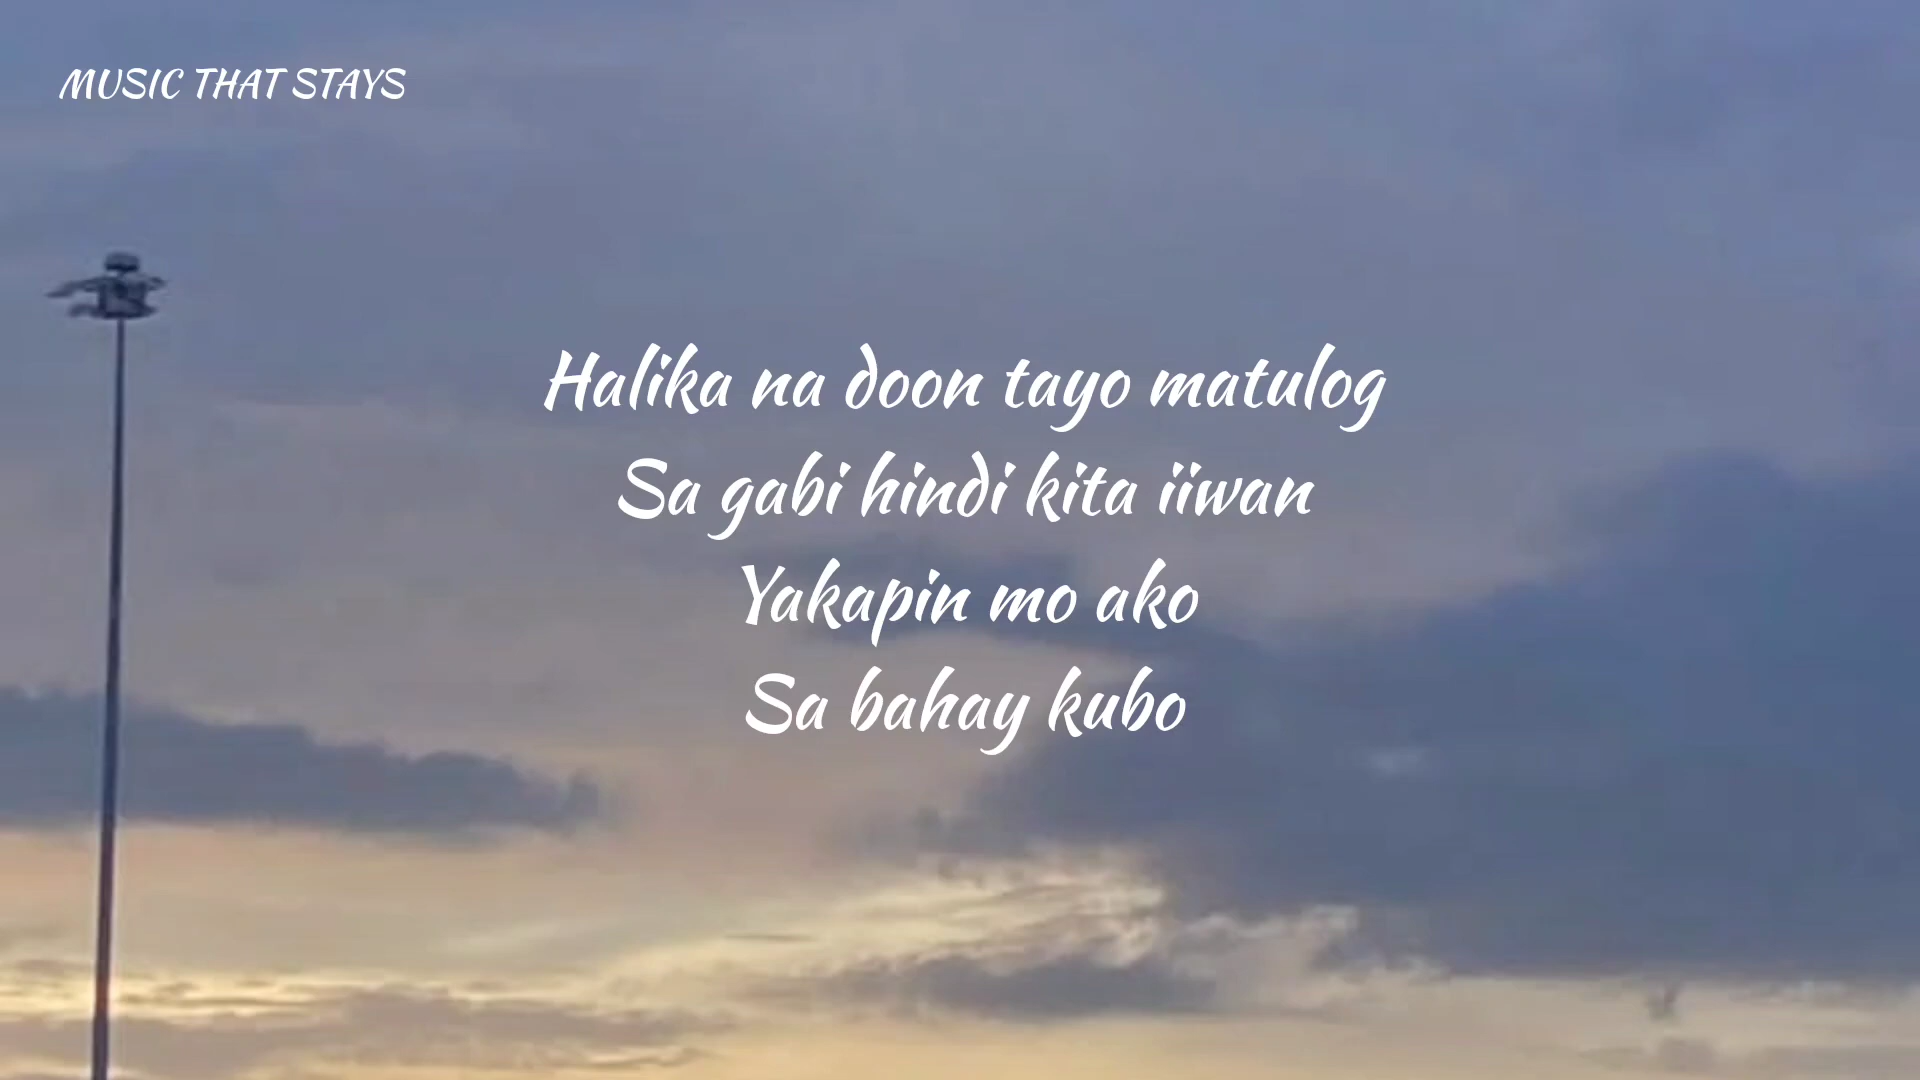 MUSIC THAT STAYS
Halika na doon tayo matulog
Sa gabi hindi kita iiwan
Yakapin mo ako
Sa bahay kubo